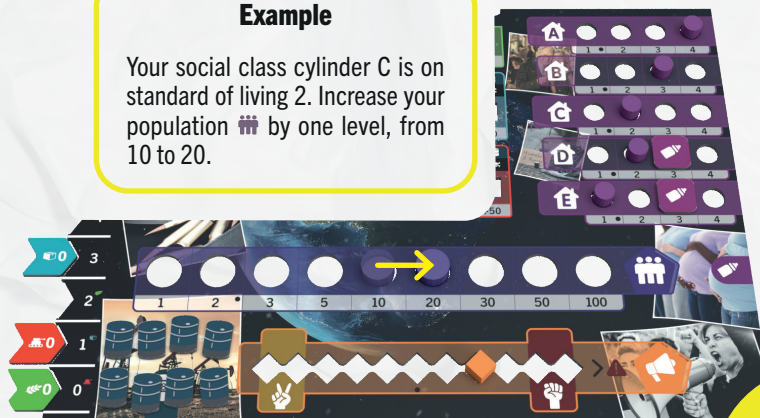 Example
Your social class cylinder C is on
standard of living 2. Increase your
population by one level, from
10 to 20.
A
1 2 3 4
B
1 2 3 4
C
1 2 3 4
D
1 2 3 4
E
1 2 3 4
50
0 3
2
0 1
0 0
1 2 3 5 10 20 30 50 100